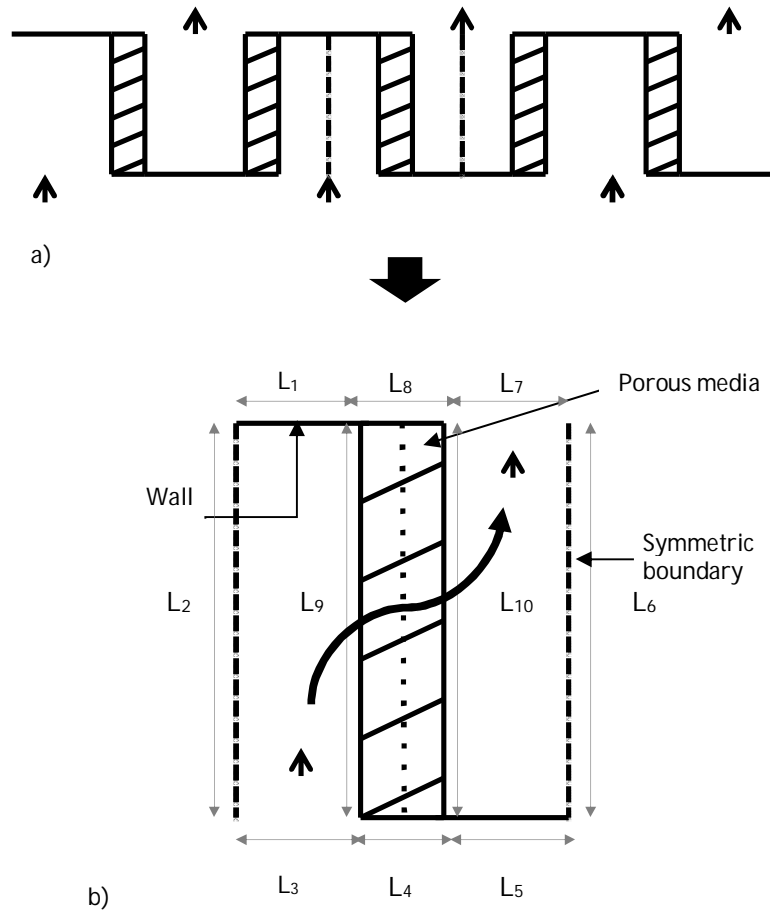 a)
L1 L8 L7
Porous media
Wall
Symmetric
boundary
L2 L9 L10 L6
L3 L4 L5
b)